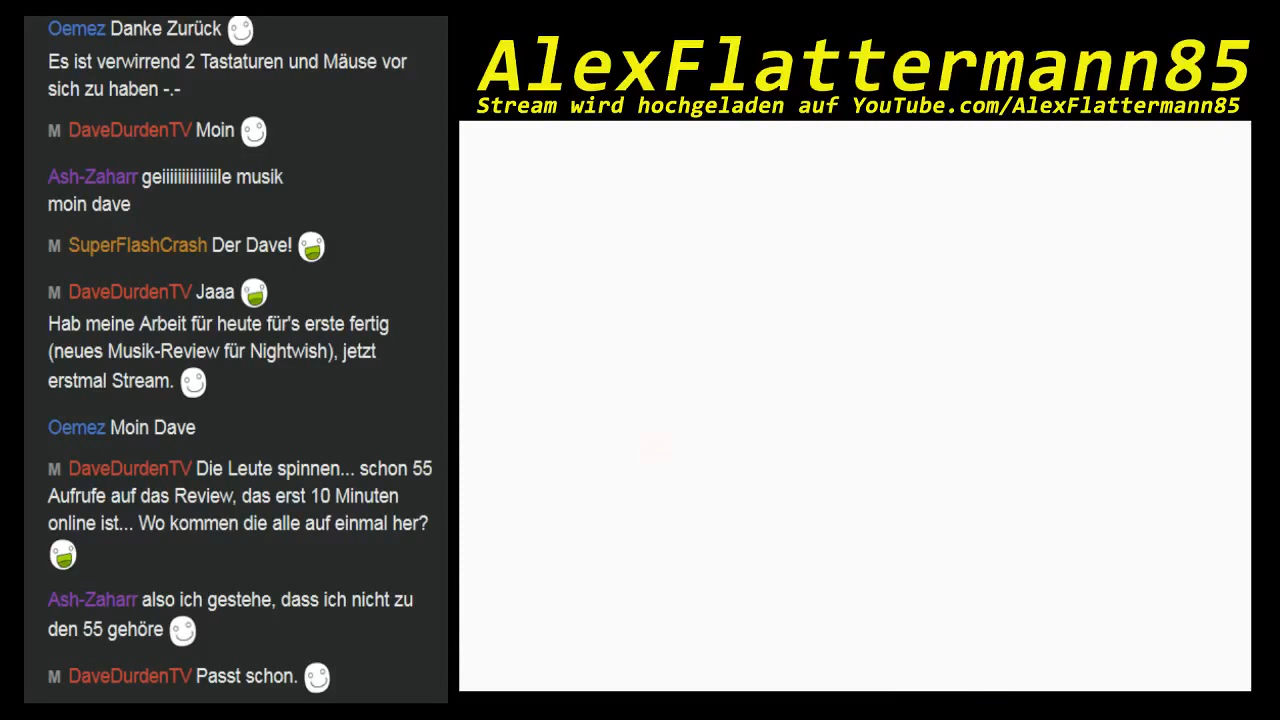 Oemez Danke Zurück
Es ist verwirrend 2 Tastaturen und Mäuse vor
sich zu haben -.-
M DaveDurdenTV Moin
Ash-Zaharr geiiiiiiiiiiiiiile musik
moin dave
M SuperFlashCrash Der Dave!
M DaveDurdenTV Jaaa
Hab meine Arbeit für heute für's erste fertig
(neues Musik-Review für Nightwish), jetzt
erstmal Stream.
Oemez Moin Dave
M DaveDurdenTV Die Leute spinnen... schon 55
Aufrufe auf das Review, das erst 10 Minuten
online ist... Wo kommen die alle auf einmal her?
Ash-Zaharr also ich gestehe, dass ich nicht zu
den 55 gehöre
M DaveDurdenTV Passt schon.
AlexFlattermann85
Stream wird hochgeladen auf YouTube.com/AlexFlattermann85